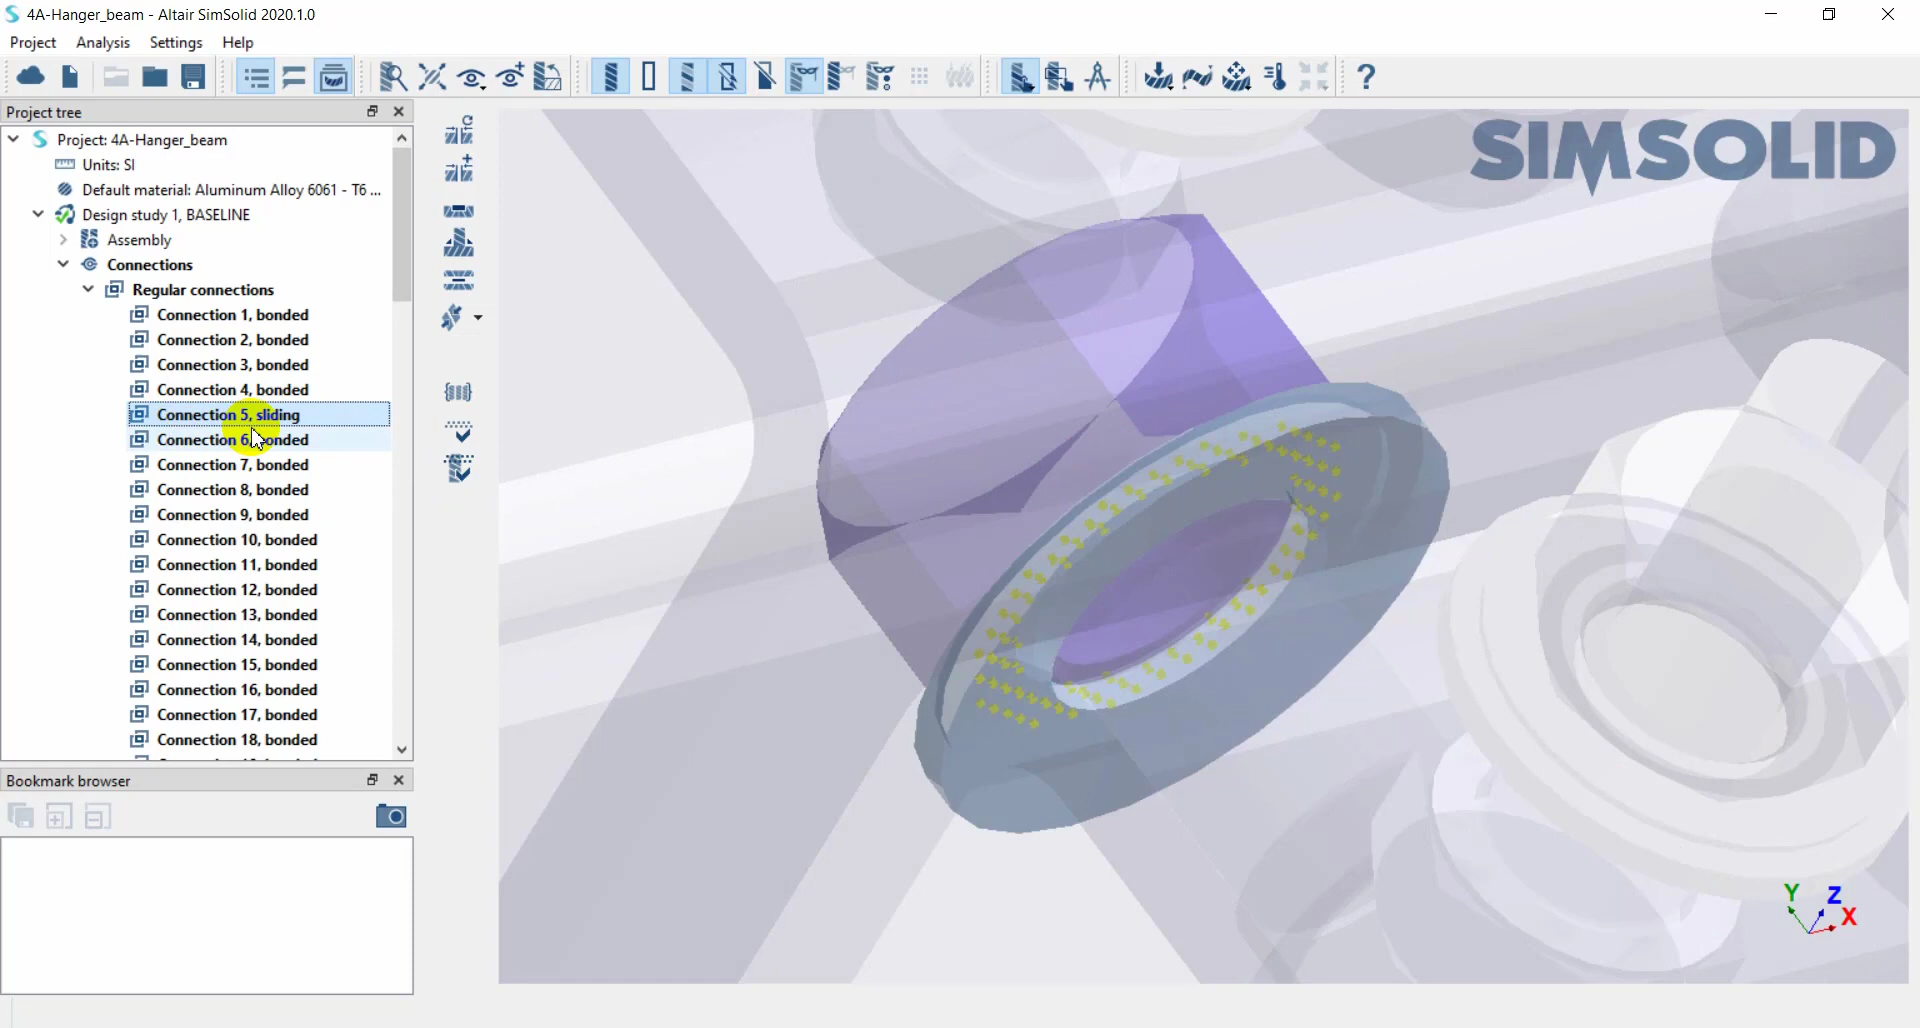 4A-Hanger_beam - Altair SimSolid 2020.1.0
Project Analysis Settings Help
Project tree
SIMSOLID
Project: 4A-Hanger_beam
Units: SI
Default material: Aluminum Alloy 6061 - T6 ...
Design study 1, BASELINE
Assembly
Connections
Regular connections
Connection 1, bonded
Connection 2, bonded
Connection 3, bonded
Connection 4, bonded
Connection 5, sliding
Connection 6, bonded
Connection 7, bonded
Connection 8, bonded
Connection 9, bonded
Connection 10, bonded
Connection 11, bonded
Connection 12, bonded
Connection 13, bonded
Connection 14, bonded
Connection 15, bonded
Connection 16, bonded
Connection 17, bonded
Connection 18, bonded
Bookmark browser
Y Z X